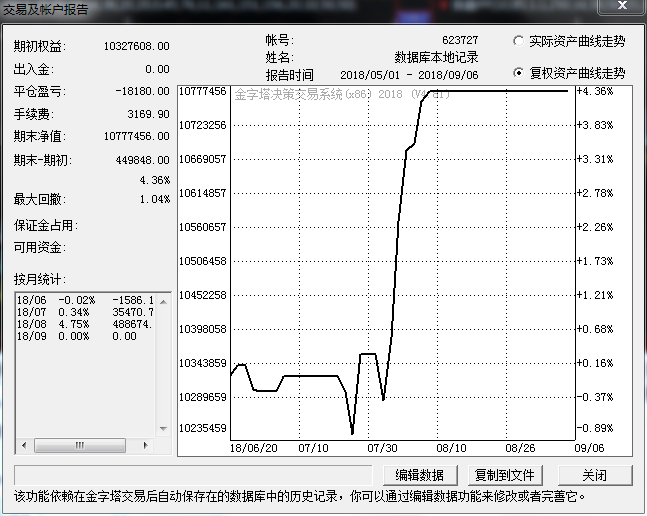 交易及帐户报告
期初权益: 10327608.00
出入金: 0.00
平仓盈亏: -18180.00
手续费: 3169.90
期末净值: 10777456.00
期末-期初: 449848.00
4.36%
最大回撤: 1.04%
保证金占用:
可用资金:
按月统计:
18/06 -0.02% -1586.1
18/07 0.34% 35470.7
18/08 4.75% 488674.
18/09 0.00% 0.00
帐号: 623727
姓名: 数据库本地记录
报告时间 2018/05/01 - 2018/09/06
实际资产曲线走势
复权资产曲线走势
金字塔决策交易系统(x86) 2018 (V4.61)
10777456 +4.36%
10723256 +3.83%
10669057 +3.31%
10614857 +2.78%
10560657 +2.26%
10506458 +1.73%
10452258 +1.21%
10398058 +0.68%
10343859 +0.16%
10289659 -0.37%
10235459 -0.89%
18/06/20 07/10 07/30 08/10 08/26 09/06
编辑数据 复制到文件 关闭
该功能依赖在金字塔交易后自动保存在的数据库中的历史记录，你可以通过编辑数据功能来修改或者完善它。